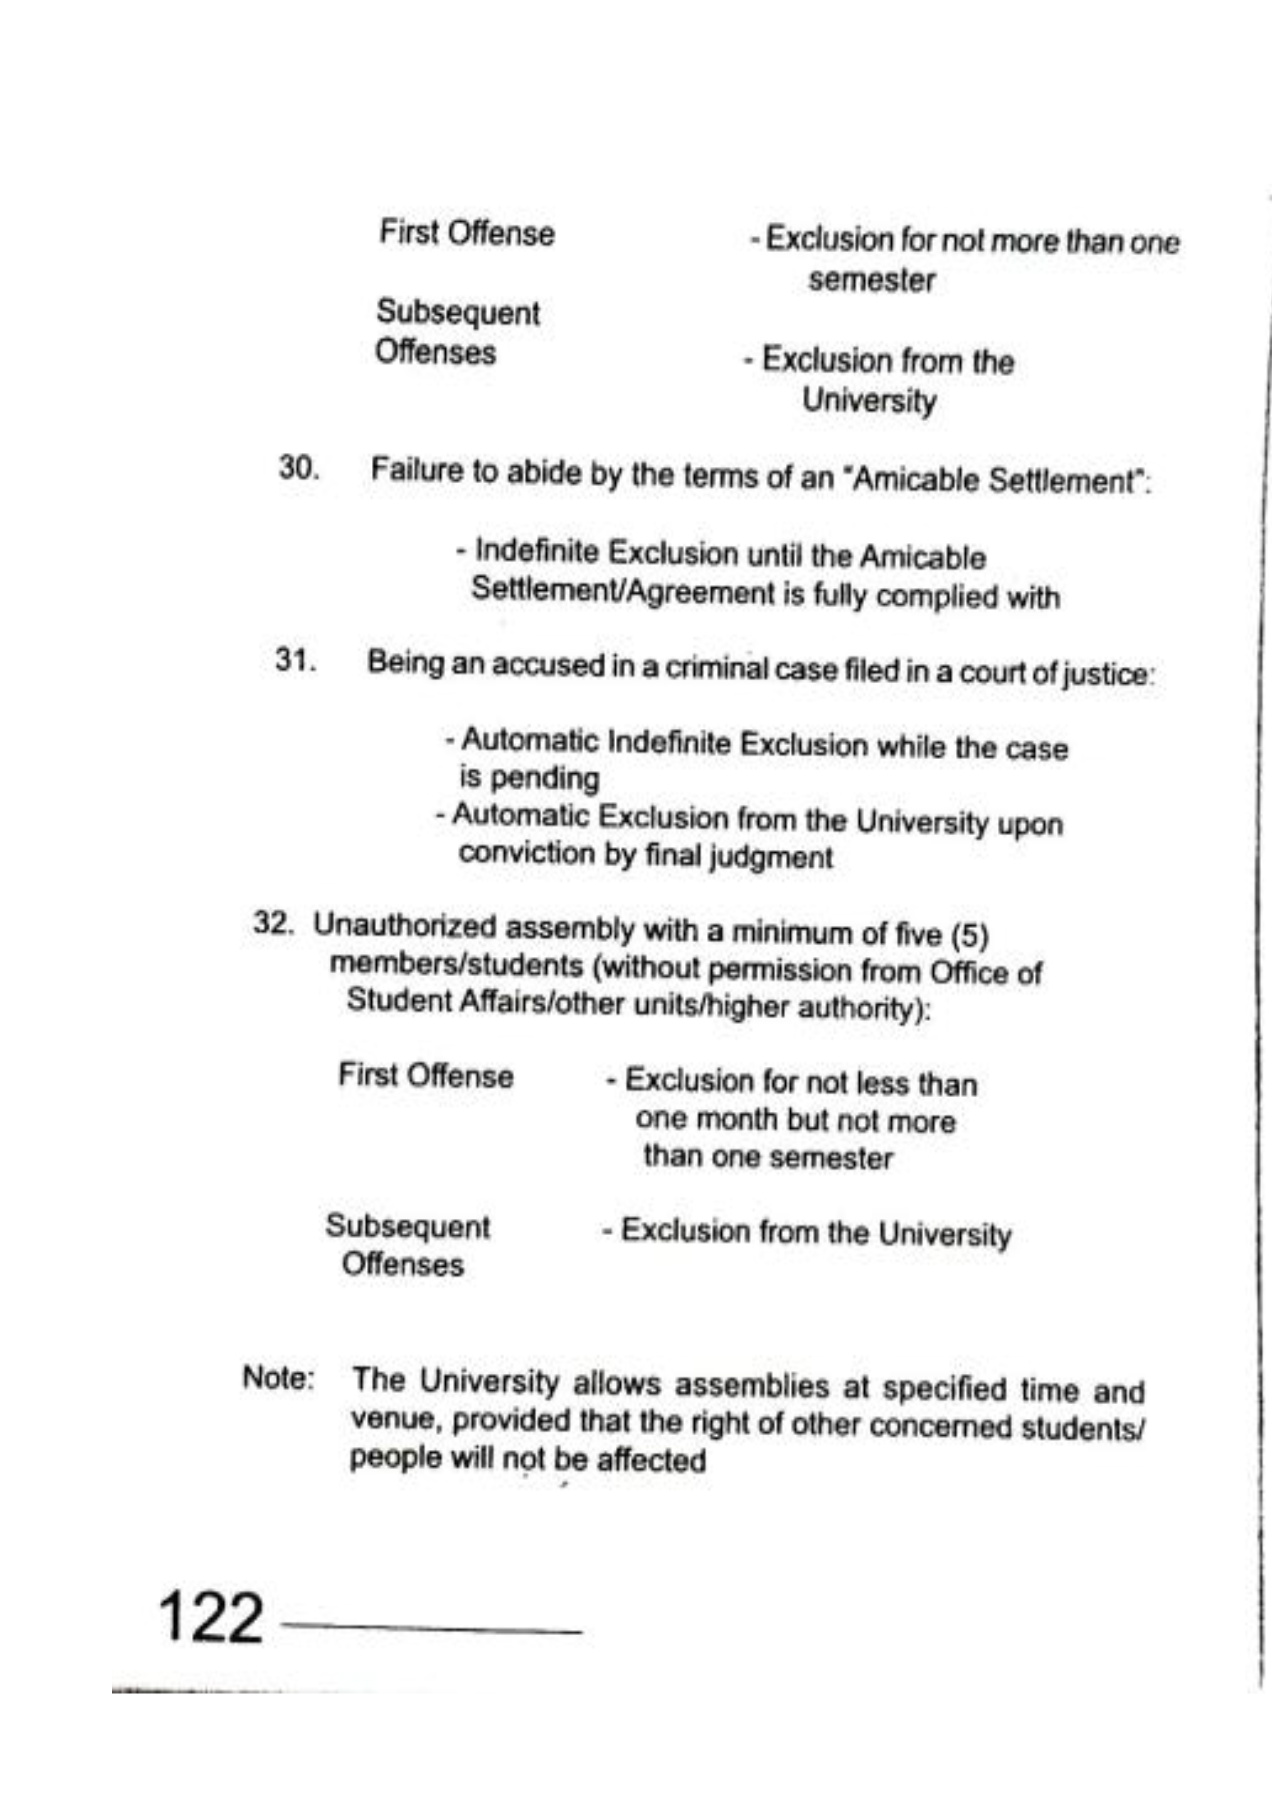 First Offense - Exclusion for not more than one
semester
Subsequent
Offenses - Exclusion from the
University
30. Failure to abide by the terms of an "Amicable Settlement":
- Indefinite Exclusion until the Amicable
Settlement/Agreement is fully complied with
31. Being an accused in a criminal case filed in a court of justice:
- Automatic Indefinite Exclusion while the case
is pending
- Automatic Exclusion from the University upon
conviction by final judgment
32. Unauthorized assembly with a minimum of five (5)
members/students (without permission from Office of
Student Affairs/other units/higher authority):
First Offense - Exclusion for not less than
one month but not more
than one semester
Subsequent - Exclusion from the University
Offenses
Note: The University allows assemblies at specified time and
venue, provided that the right of other concerned students/
people will not be affected
122